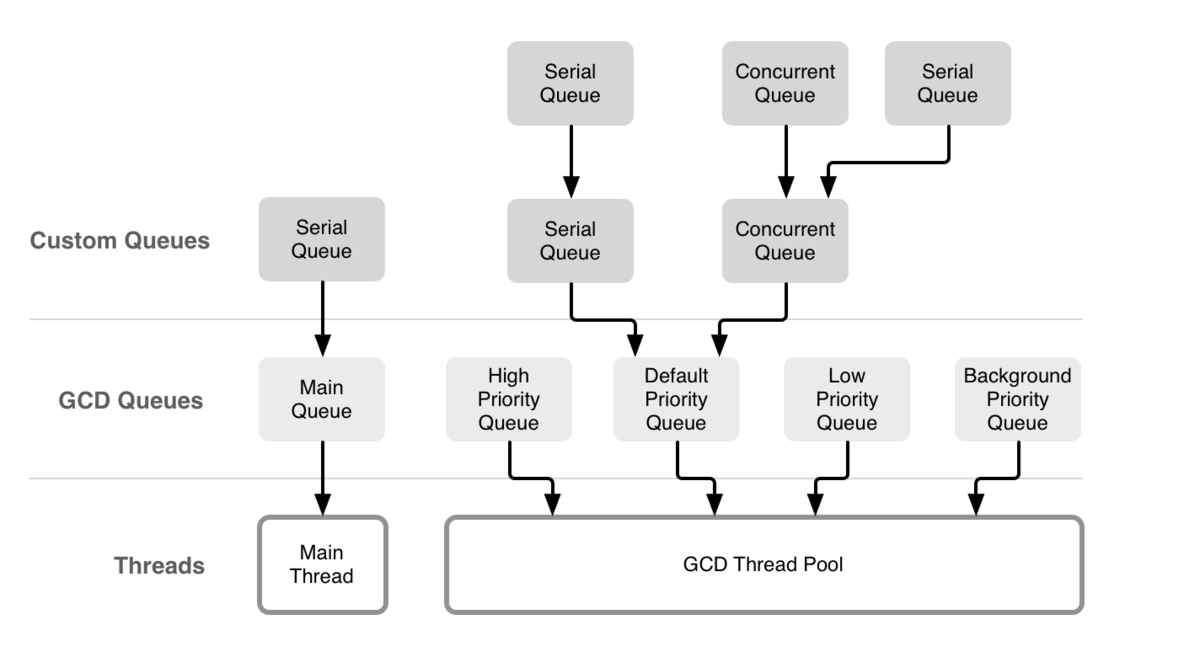 Serial
Queue
Concurrent
Queue
Serial
Queue
Custom Queues
Serial
Queue
Serial
Queue
Concurrent
Queue
GCD Queues
Main
Queue
High
Priority
Queue
Default
Priority
Queue
Low
Priority
Queue
Background
Priority
Queue
Threads
Main
Thread
GCD Thread Pool